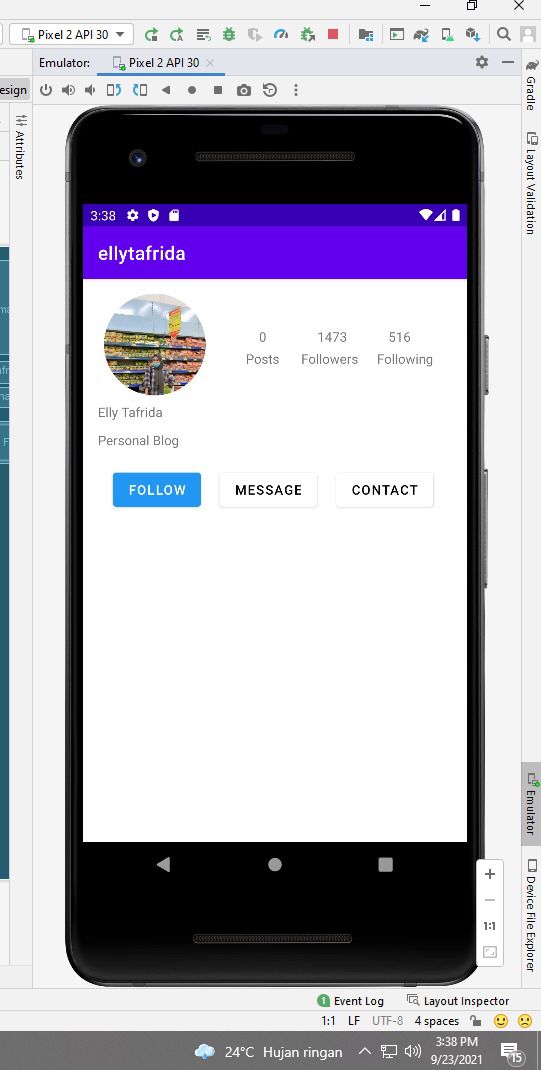 Pixel 2 API 30
Emulator: Pixel 2 API 30
esign
Attributes
Gradle
Layout Validation
3:38
ellytafrida
0 1473 516
Posts Followers Following
Elly Tafrida
Personal Blog
FOLLOW MESSAGE CONTACT
Emulator
Device File Explorer
1:1
1 Event Log Layout Inspector
1:1 LF UTF-8 4 spaces
24°C Hujan ringan
3:38 PM
9/23/2021
15